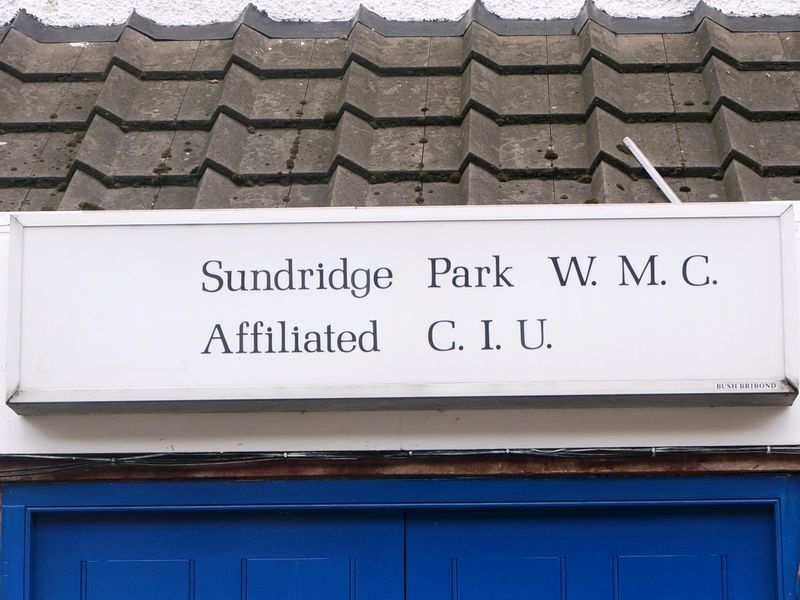 Sundridge Park W. M. C.
Affiliated C. I. U.
BUSH BRIBOND